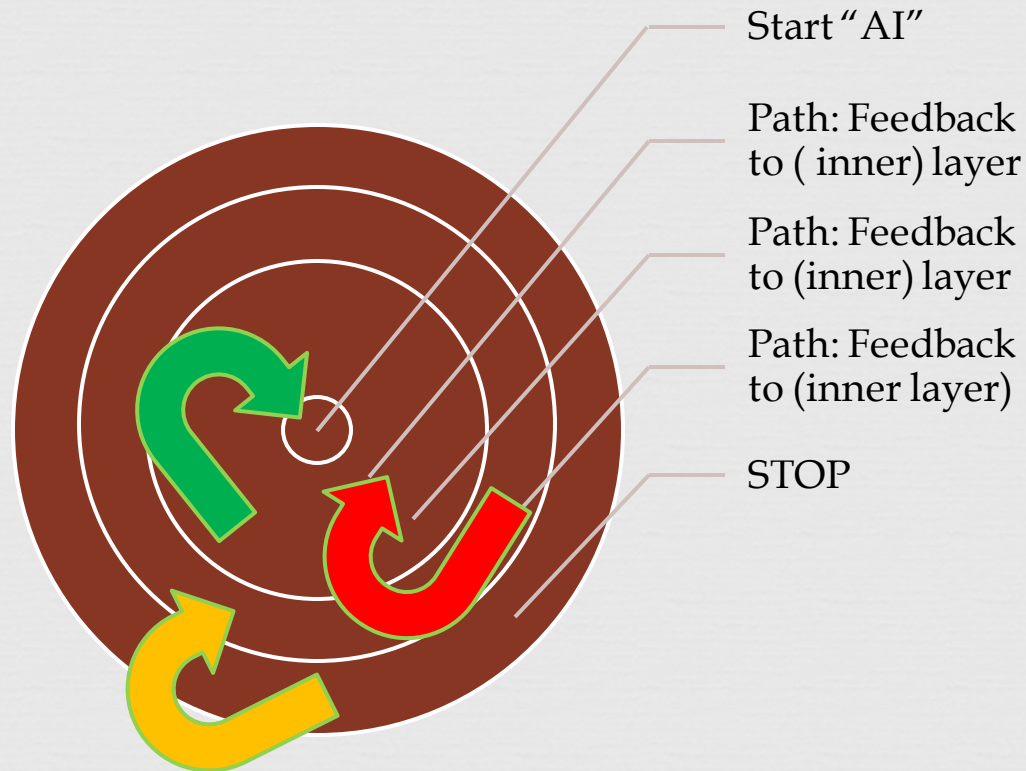 Start “AI”
Path: Feedback
to ( inner) layer
Path: Feedback
to (inner) layer
Path: Feedback
to (inner layer)
STOP